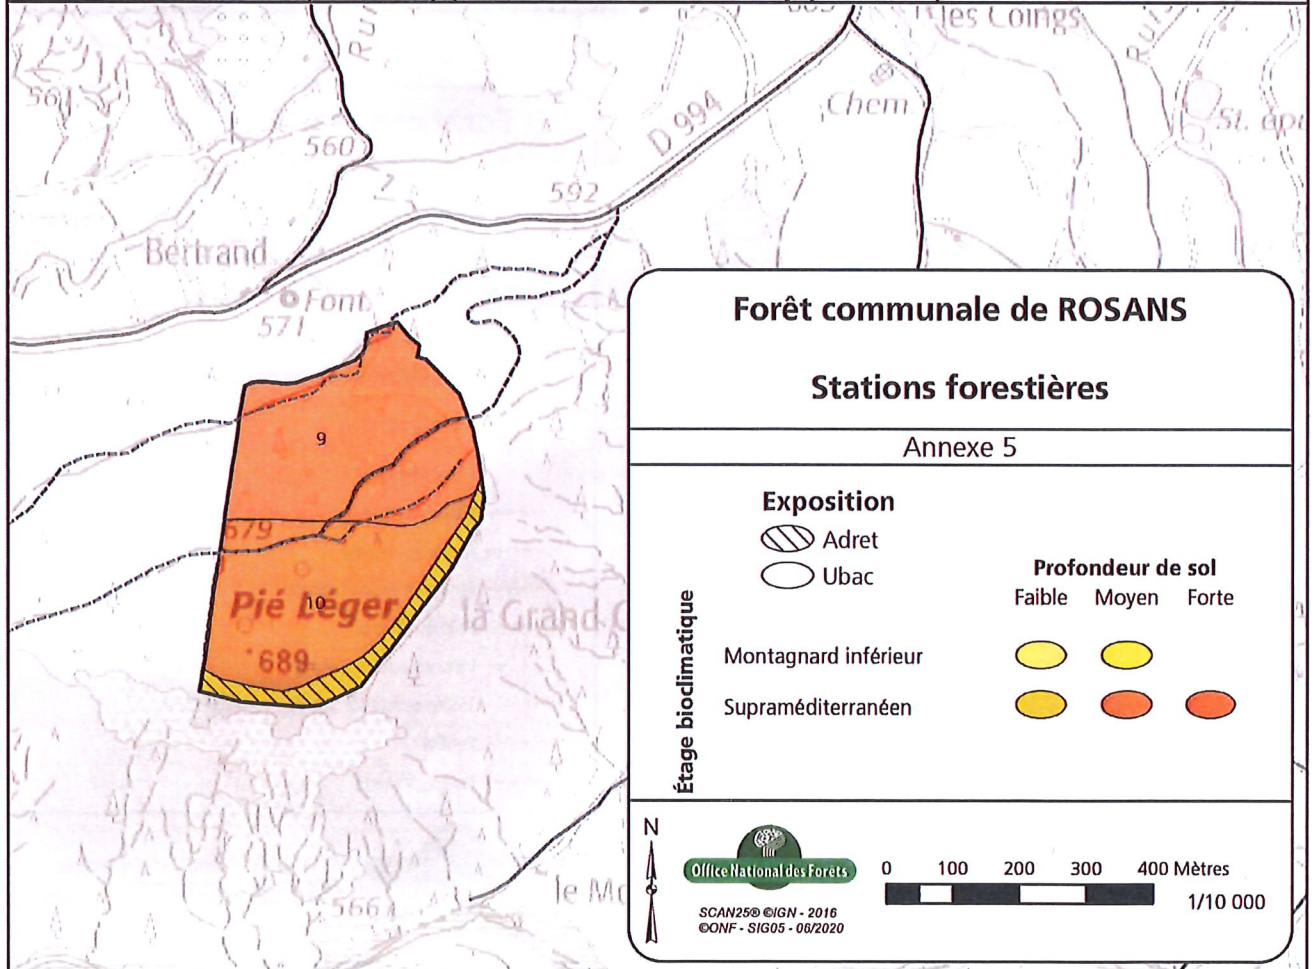 les Coings
560
D 994
Chem
592
Bertrand
Font.
571
9
679
10
Pié Léger
la Grand
689
566
le Mo
Forêt communale de ROSANS
Stations forestières
Annexe 5
Exposition
Adret
Ubac
Étage bioclimatique
Profondeur de sol
Faible Moyen Forte
Montagnard inférieur
Supraméditerranéen
N
Office National des Forêts
SCAN25® ©IGN - 2016
©ONF - SIG05 - 06/2020
0 100 200 300 400 Mètres
1/10 000